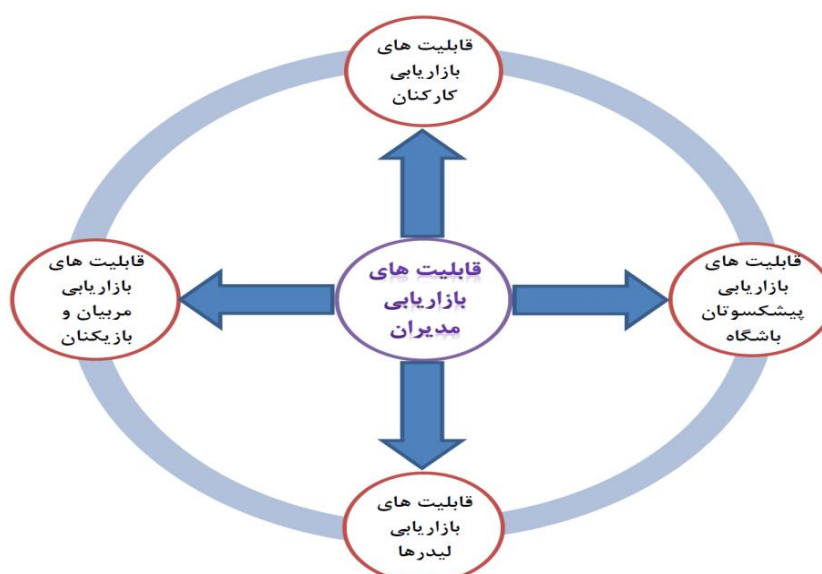 قابلیت های
بازاریابی
کارکنان
قابلیت های
بازاریابی
پیشکسوتان
باشگاه
قابلیت های
بازاریابی
مدیران
قابلیت های
بازاریابی
مربیان و
بازیکنان
قابلیت های
بازاریابی
لیدرها